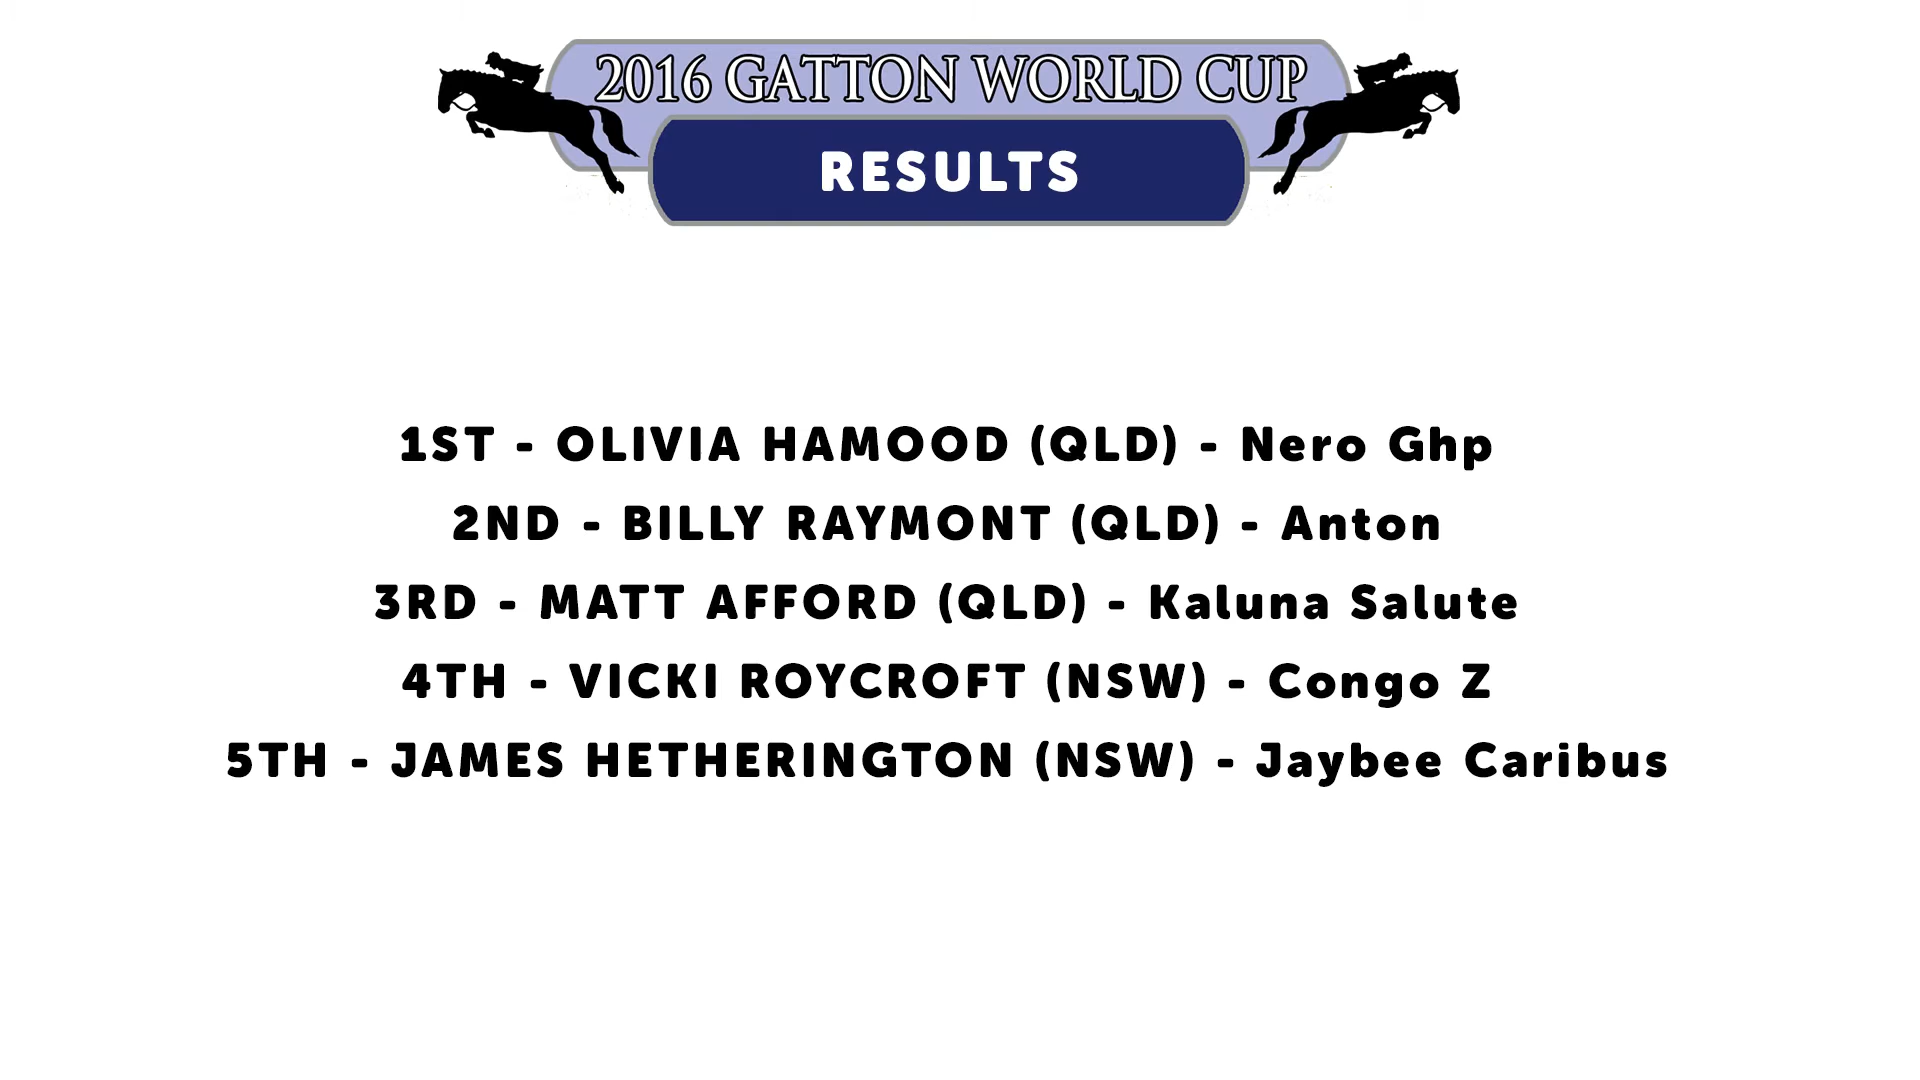 2016 GATTON WORLD CUP
RESULTS
1ST - OLIVIA HAMOOD (QLD) - Nero Ghp
2ND - BILLY RAYMONT (QLD) - Anton
3RD - MATT AFFORD (QLD) - Kaluna Salute
4TH - VICKI ROYCROFT (NSW) - Congo Z
5TH - JAMES HETHERINGTON (NSW) - Jaybee Caribus